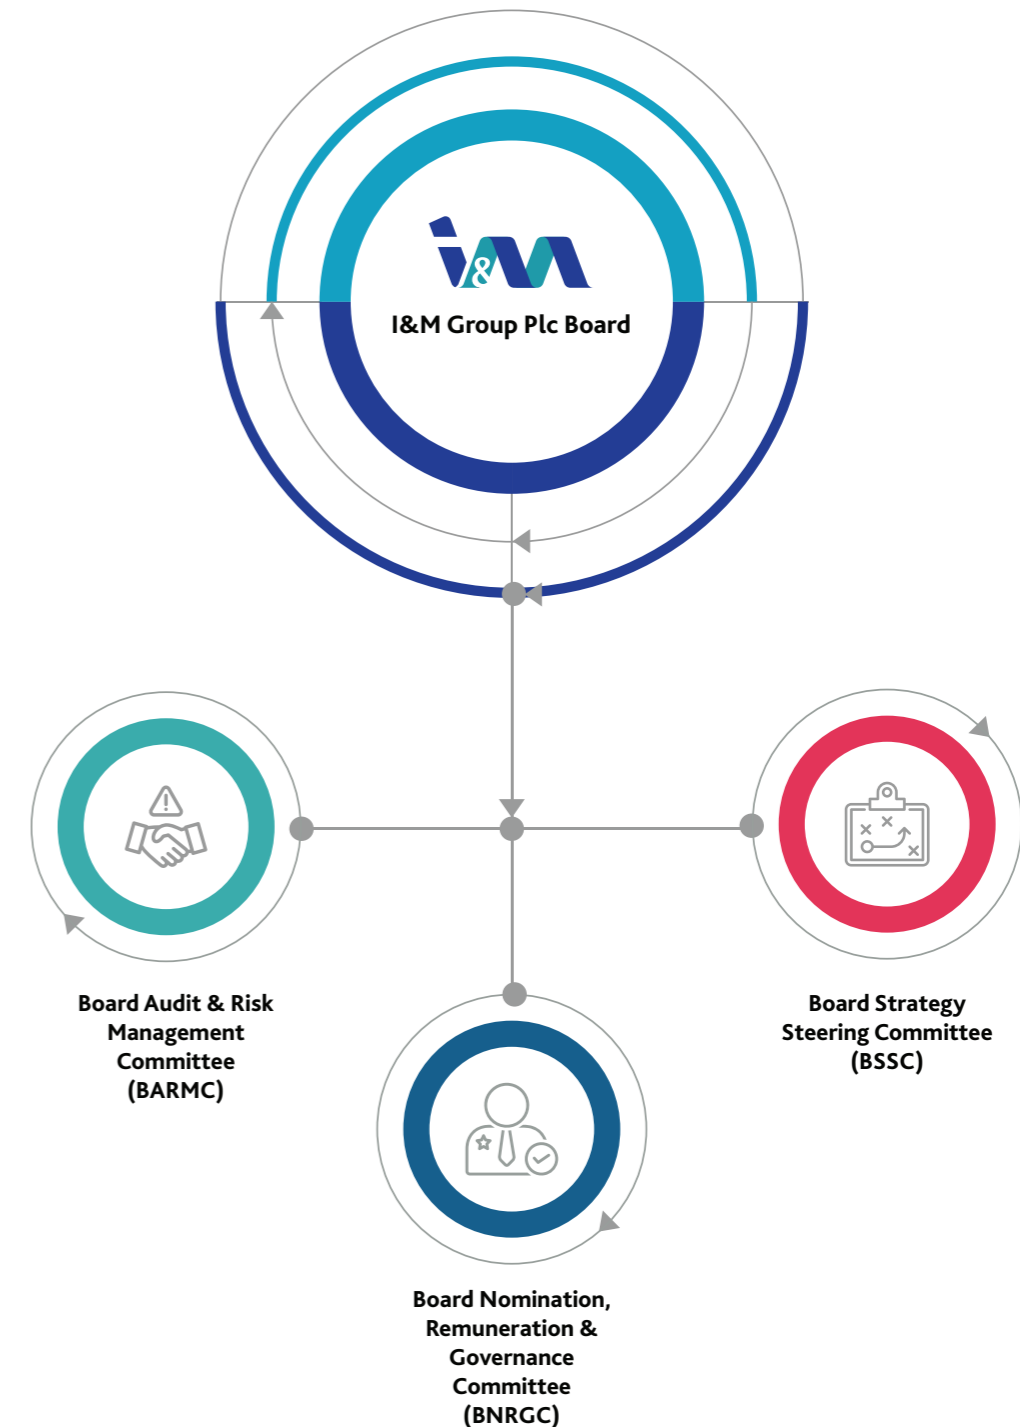 i&M
I&M Group Plc Board
Board Audit & Risk
Management
Committee
(BARMC)
Board Strategy
Steering Committee
(BSSC)
Board Nomination,
Remuneration &
Governance
Committee
(BNRGC)